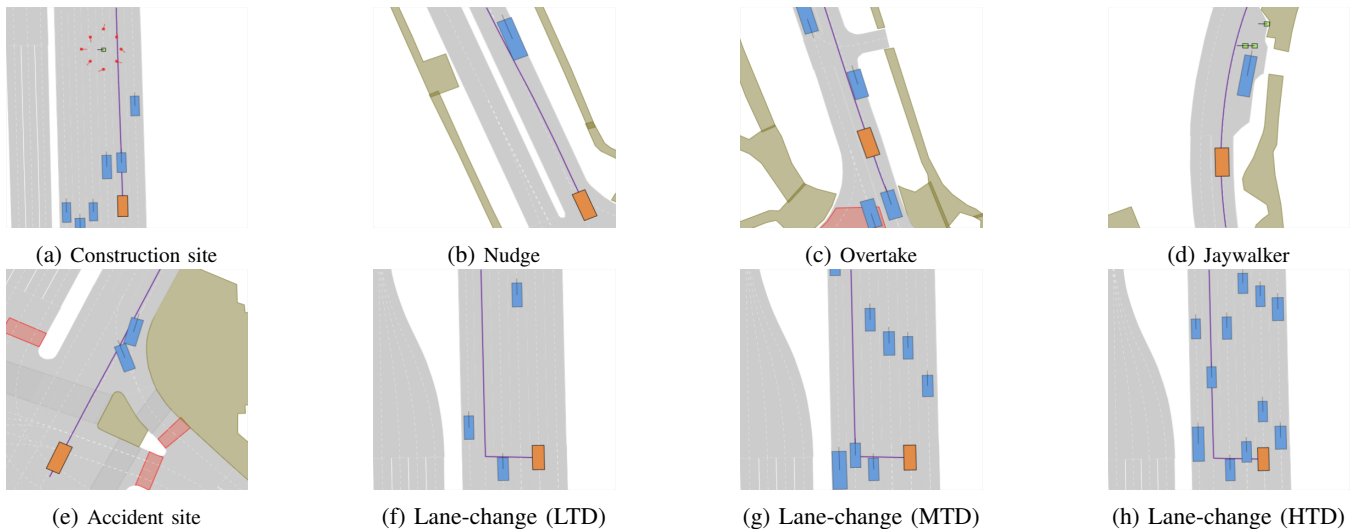 (a) Construction site
(b) Nudge
(c) Overtake
(d) Jaywalker
(e) Accident site
(f) Lane-change (LTD)
(g) Lane-change (MTD)
(h) Lane-change (HTD)